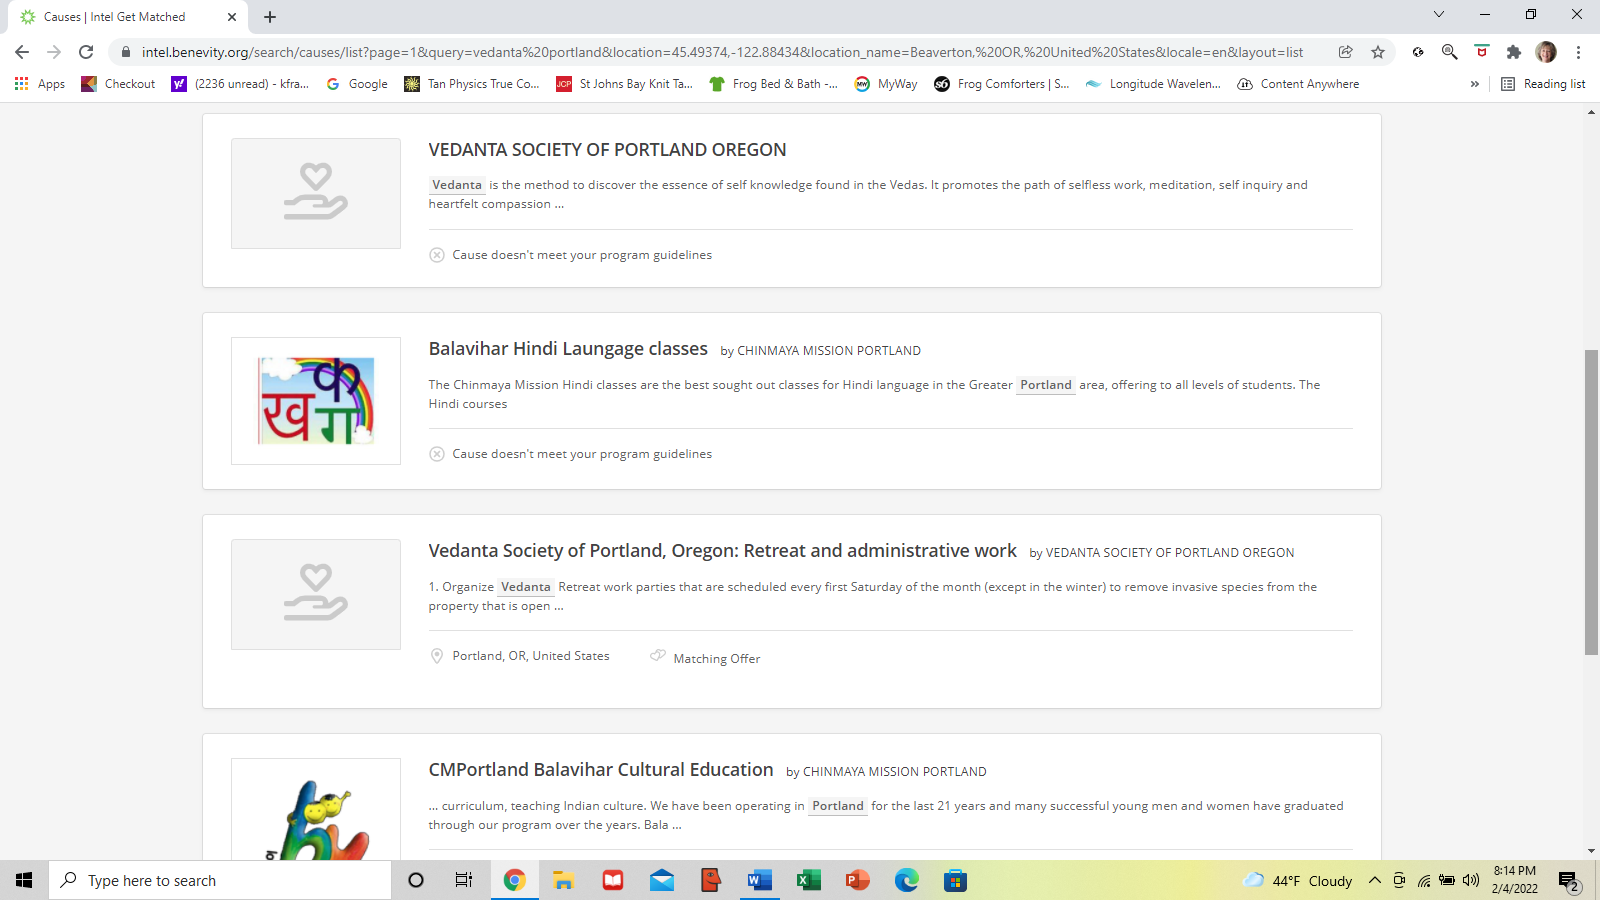 Causes | Intel Get Matched
intel.benevity.org/search/causes/list?page=1&query=vedanta%20portland&location=45.49374,-122.88434&location_name=Beaverton,%20OR,%20United%20States&locale=en&layout=list
Apps Checkout (2236 unread) - kfra... Google Tan Physics True Co... JCP St Johns Bay Knit Ta... Frog Bed & Bath -... MW MyWay Frog Comforters | S... Longitude Wavelen... Content Anywhere » Reading list
VEDANTA SOCIETY OF PORTLAND OREGON
Vedanta is the method to discover the essence of self knowledge found in the Vedas. It promotes the path of selfless work, meditation, self inquiry and
heartfelt compassion ...
Cause doesn't meet your program guidelines
Balavihar Hindi Laungage classes by CHINMAYA MISSION PORTLAND
The Chinmaya Mission Hindi classes are the best sought out classes for Hindi language in the Greater Portland area, offering to all levels of students. The
Hindi courses
क
ख ग
Cause doesn't meet your program guidelines
Vedanta Society of Portland, Oregon: Retreat and administrative work by VEDANTA SOCIETY OF PORTLAND OREGON
1. Organize Vedanta Retreat work parties that are scheduled every first Saturday of the month (except in the winter) to remove invasive species from the
property that is open ...
Portland, OR, United States Matching Offer
CMPortland Balavihar Cultural Education by CHINMAYA MISSION PORTLAND
... curriculum, teaching Indian culture. We have been operating in Portland for the last 21 years and many successful young men and women have graduated
through our program over the years. Bala ...
Type here to search
44°F Cloudy
8:14 PM
2/4/2022
2